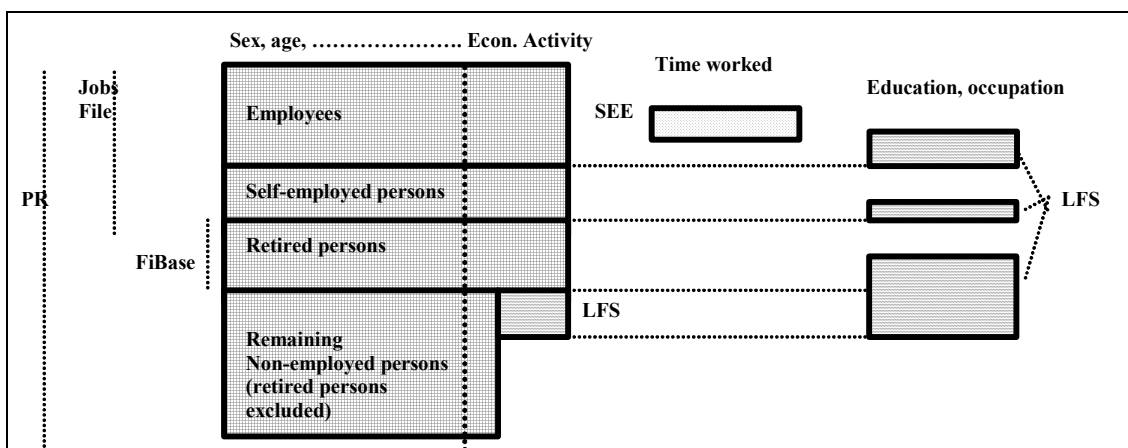 Sex, age, …………………….. Econ. Activity
Time worked
Jobs
File
Education, occupation
Employees
SEE
Self-employed persons
PR
LFS
Retired persons
FiBase
LFS
Remaining
Non-employed persons
(retired persons
excluded)